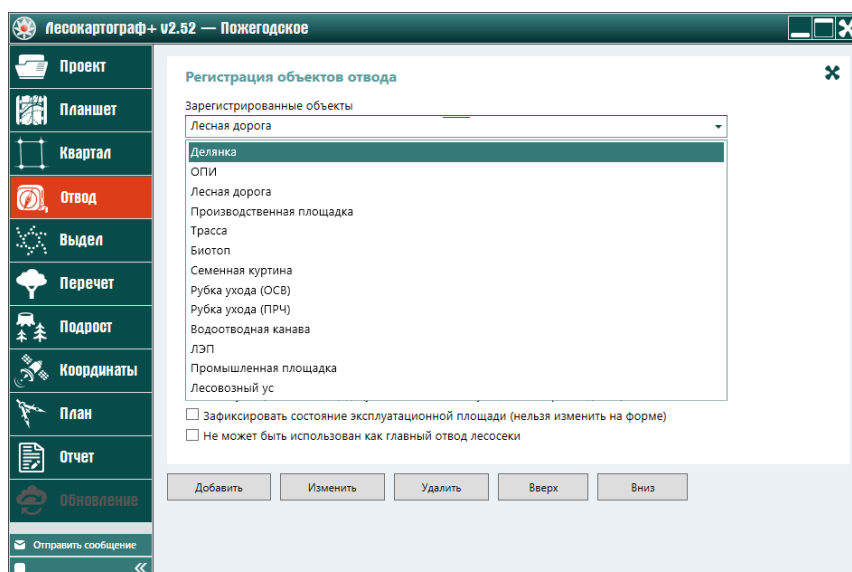 Лесокартограф+ v2.52 — Пожегодское
Проект
Планшет
Квартал
Отвод
Выдел
Перечет
Подрост
Координаты
План
Отчет
Обновление
Отправить сообщение
Регистрация объектов отвода
Зарегистрированные объекты
Лесная дорога
Делянка
ОПИ
Лесная дорога
Производственная площадка
Трасса
Биотоп
Семенная куртина
Рубка ухода (ОСВ)
Рубка ухода (ПРЧ)
Водоотводная канава
ЛЭП
Промышленная площадка
Лесовозный ус
Зафиксировать состояние эксплуатационной площади (нельзя изменить на форме)
Не может быть использован как главный отвод лесосеки
Добавить
Изменить
Удалить
Вверх
Вниз